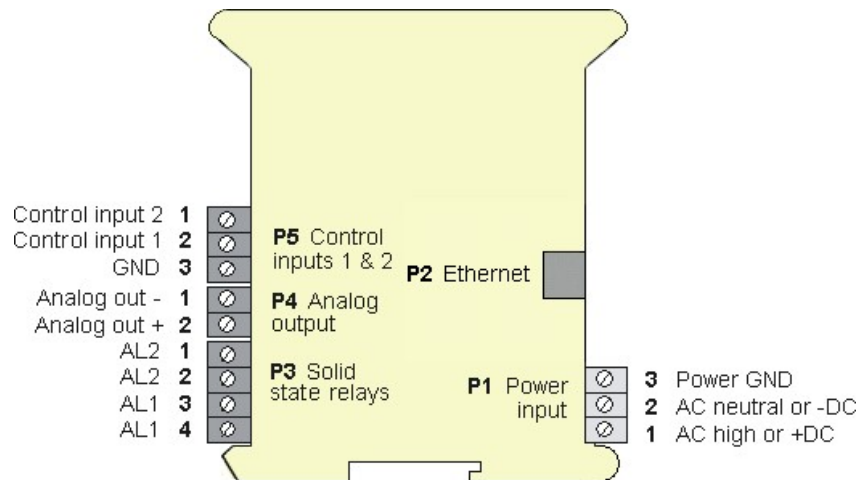 Control input 2 1
Control input 1 2
GND 3
P5 Control
inputs 1 & 2
Analog out - 1
Analog out + 2
P4 Analog
output
AL2 1
AL2 2
AL1 3
AL1 4
P3 Solid
state relays
P2 Ethernet
P1 Power
input
3 Power GND
2 AC neutral or -DC
1 AC high or +DC